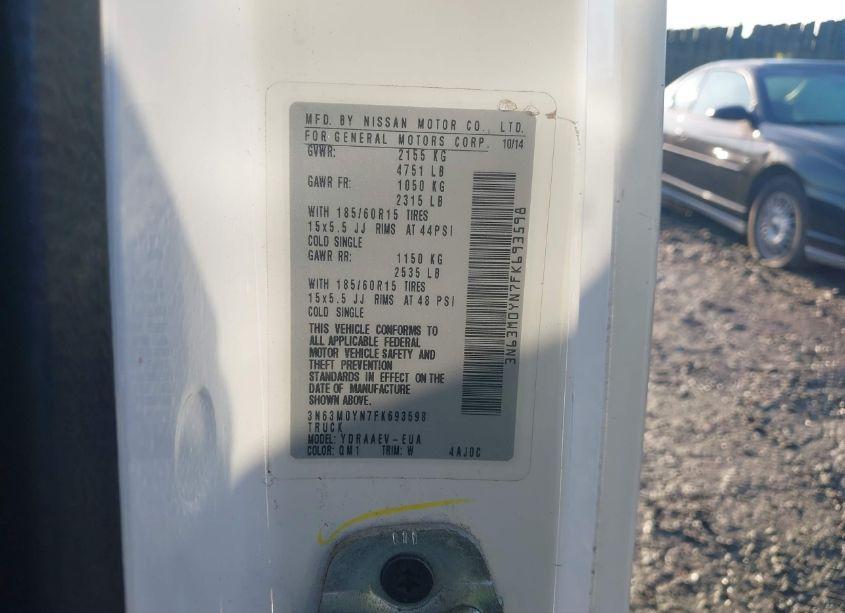 MFD. BY NISSAN MOTOR CO., LTD.
FOR GENERAL MOTORS CORP. 10/14
GVWR: 2155 KG
4751 LB
GAWR FR: 1050 KG
2315 LB
WITH 185/60R15 TIRES
15x5.5 JJ RIMS AT 44PSI
COLD SINGLE
GAWR RR: 1150 KG
2535 LB
WITH 185/60R15 TIRES
15x5.5 JJ RIMS AT 48 PSI
COLD SINGLE
THIS VEHICLE CONFORMS TO
ALL APPLICABLE FEDERAL
MOTOR VEHICLE SAFETY AND
THEFT PREVENTION
STANDARDS IN EFFECT ON THE
DATE OF MANUFACTURE
SHOWN ABOVE.
3N63M0YN7FK693598
TRUCK
MODEL: YDRAAEV-EUA
COLOR: QM1 TRIM: W 4AJ0C
3N63M0YN7FK693598